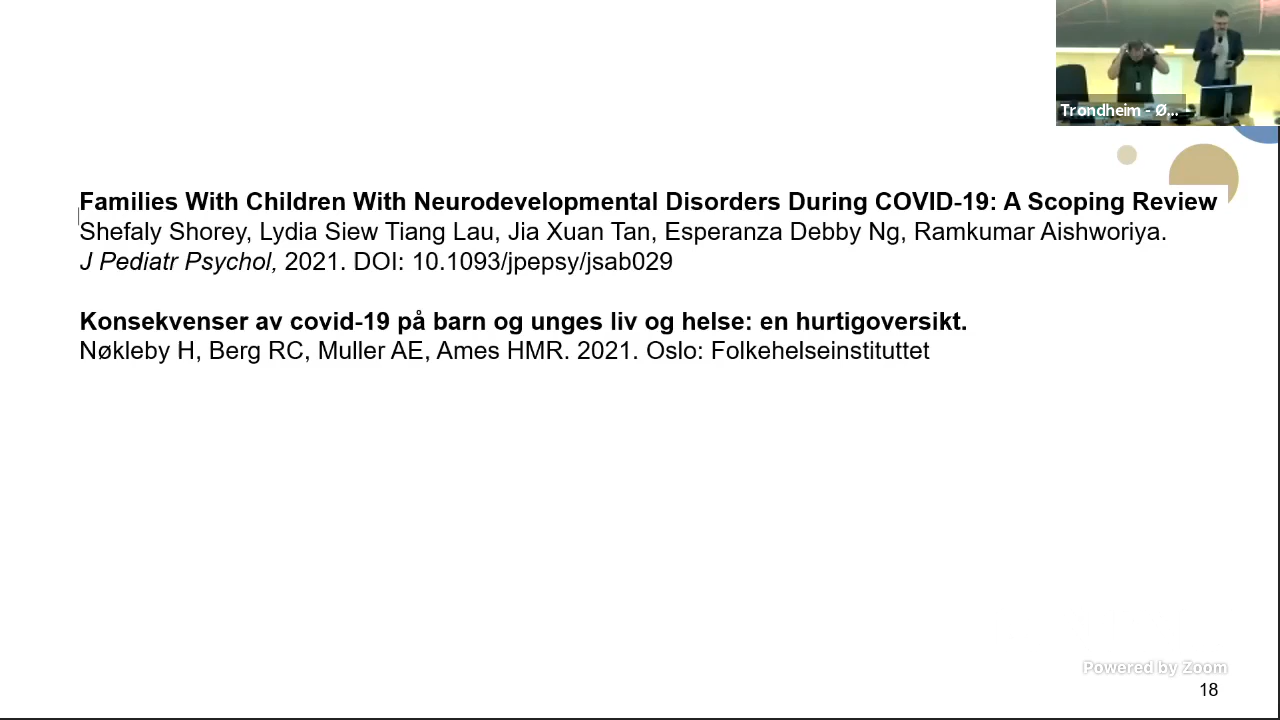 Trondheim - Ø...
Families With Children With Neurodevelopmental Disorders During COVID-19: A Scoping Review
Shefaly Shorey, Lydia Siew Tiang Lau, Jia Xuan Tan, Esperanza Debby Ng, Ramkumar Aishworiya.
J Pediatr Psychol, 2021. DOI: 10.1093/jpepsy/jsab029
Konsekvenser av covid-19 på barn og unges liv og helse: en hurtigoversikt.
Nøkleby H, Berg RC, Muller AE, Ames HMR. 2021. Oslo: Folkehelseinstituttet
Powered by Zoom
18